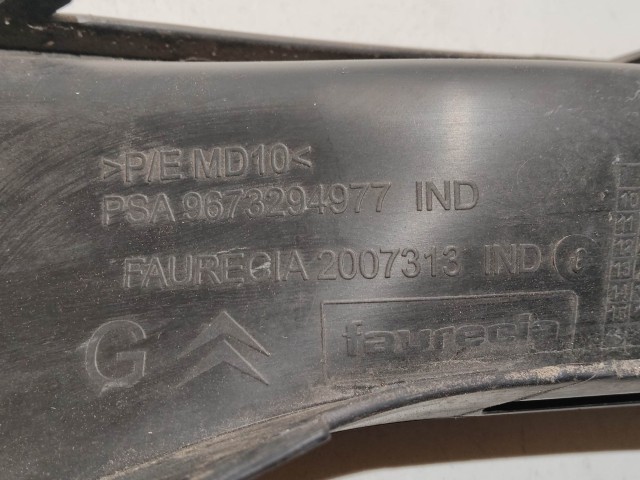 >P/E MD10<
PSA 9673294977 IND
FAURECIA 2007313 IND
G
faurecia